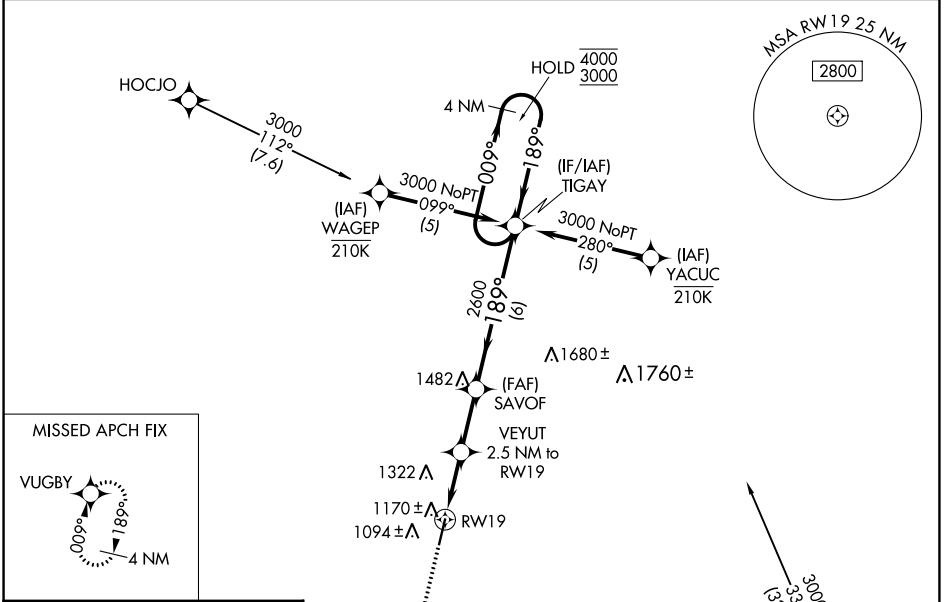 MSA RW19 25 NM
2800
HOCJO
3000
112°
(7.6)
HOLD
4000
3000
4 NM
009°
189°
(IF/IAF)
TIGAY
3000 NoPT
099°
(5)
(IAF)
WAGEP
210K
3000 NoPT
280°
(5)
(IAF)
YACUC
210K
2600
189°
(6)
1680±
1760±
1482
(FAF)
SAVOF
VEYUT
2.5 NM to
RW19
1322
1170±
1094±
RW19
MISSED APCH FIX
VUGBY
009°
189°
4 NM